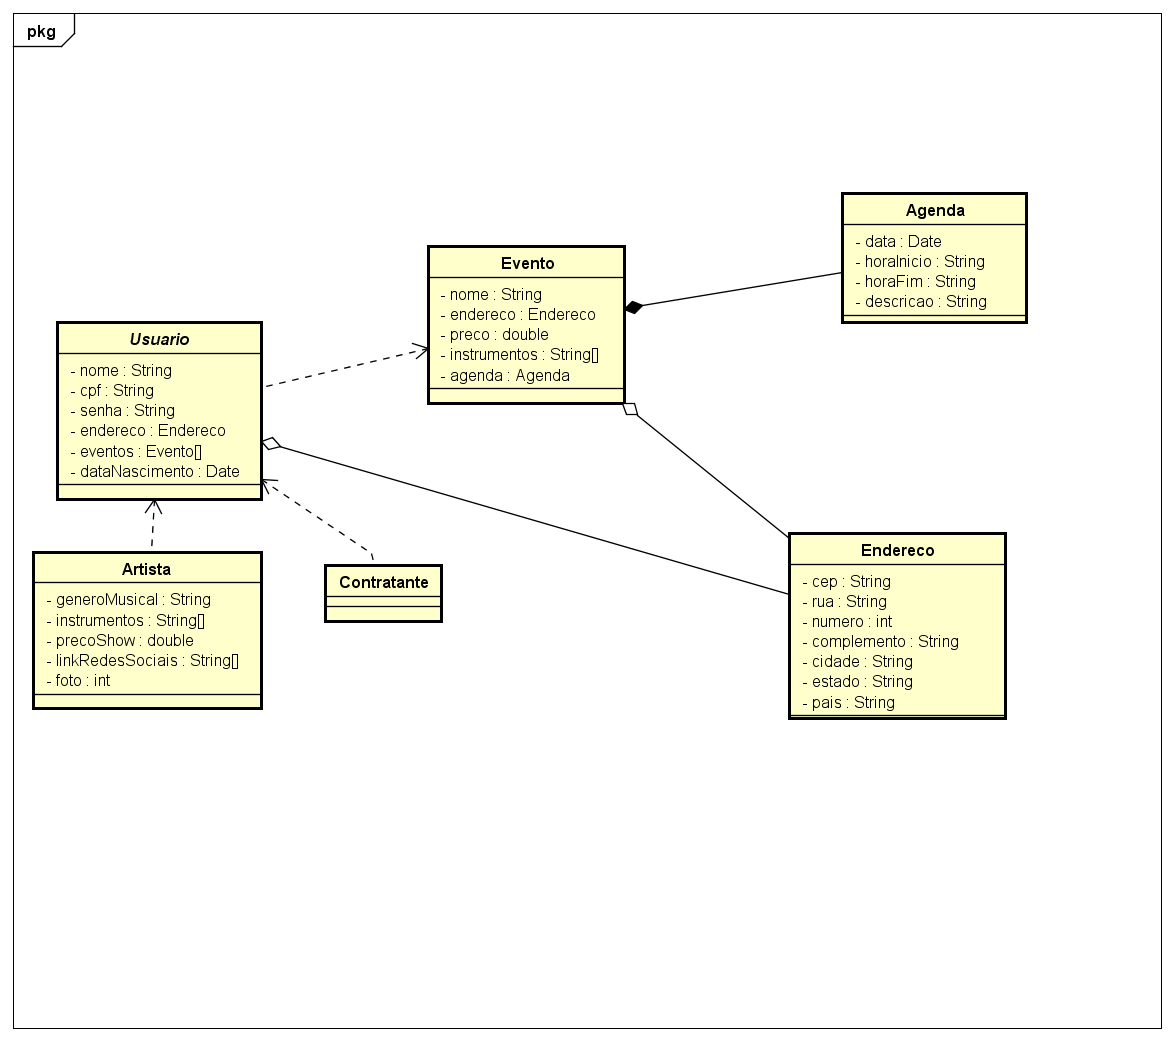 pkg
Agenda
- data : Date
- horaInicio : String
- horaFim : String
- descricao : String
Evento
- nome : String
- endereco : Endereco
- preco : double
- instrumentos : String[]
- agenda : Agenda
Usuario
- nome : String
- cpf : String
- senha : String
- endereco : Endereco
- eventos : Evento[]
- dataNascimento : Date
Artista
- generoMusical : String
- instrumentos : String[]
- precoShow : double
- linkRedesSociais : String[]
- foto : int
Contratante
Endereco
- cep : String
- rua : String
- numero : int
- complemento : String
- cidade : String
- estado : String
- pais : String